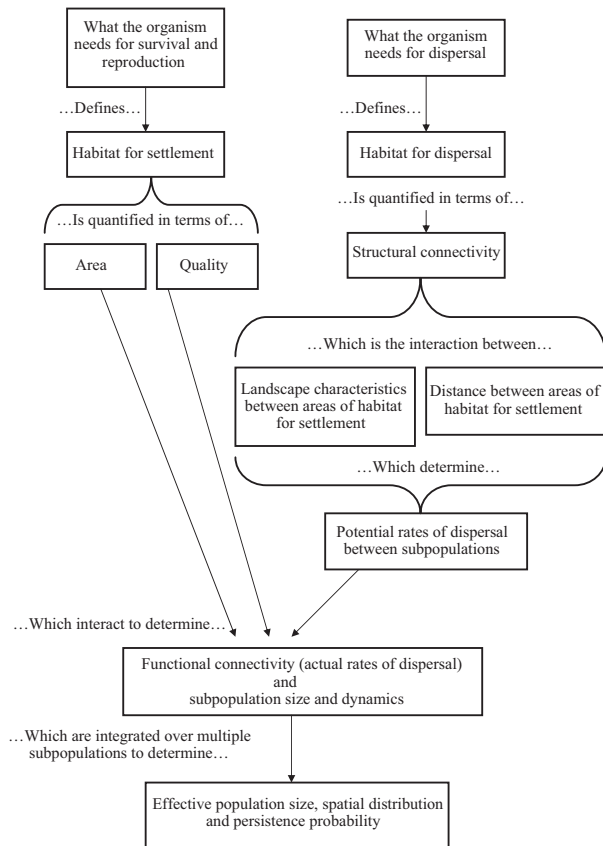 What the organism
needs for survival and
reproduction
What the organism
needs for dispersal
…Defines…
…Defines…
Habitat for settlement
Habitat for dispersal
…Is quantified in terms of…
…Is quantified in terms of…
Area
Quality
Structural connectivity
…Which is the interaction between…
Landscape characteristics
between areas of habitat
for settlement
Distance between areas of
habitat for settlement
…Which determine…
Potential rates of dispersal
between subpopulations
…Which interact to determine…
Functional connectivity (actual rates of dispersal)
and
subpopulation size and dynamics
…Which are integrated over multiple
subpopulations to determine…
Effective population size, spatial distribution
and persistence probability